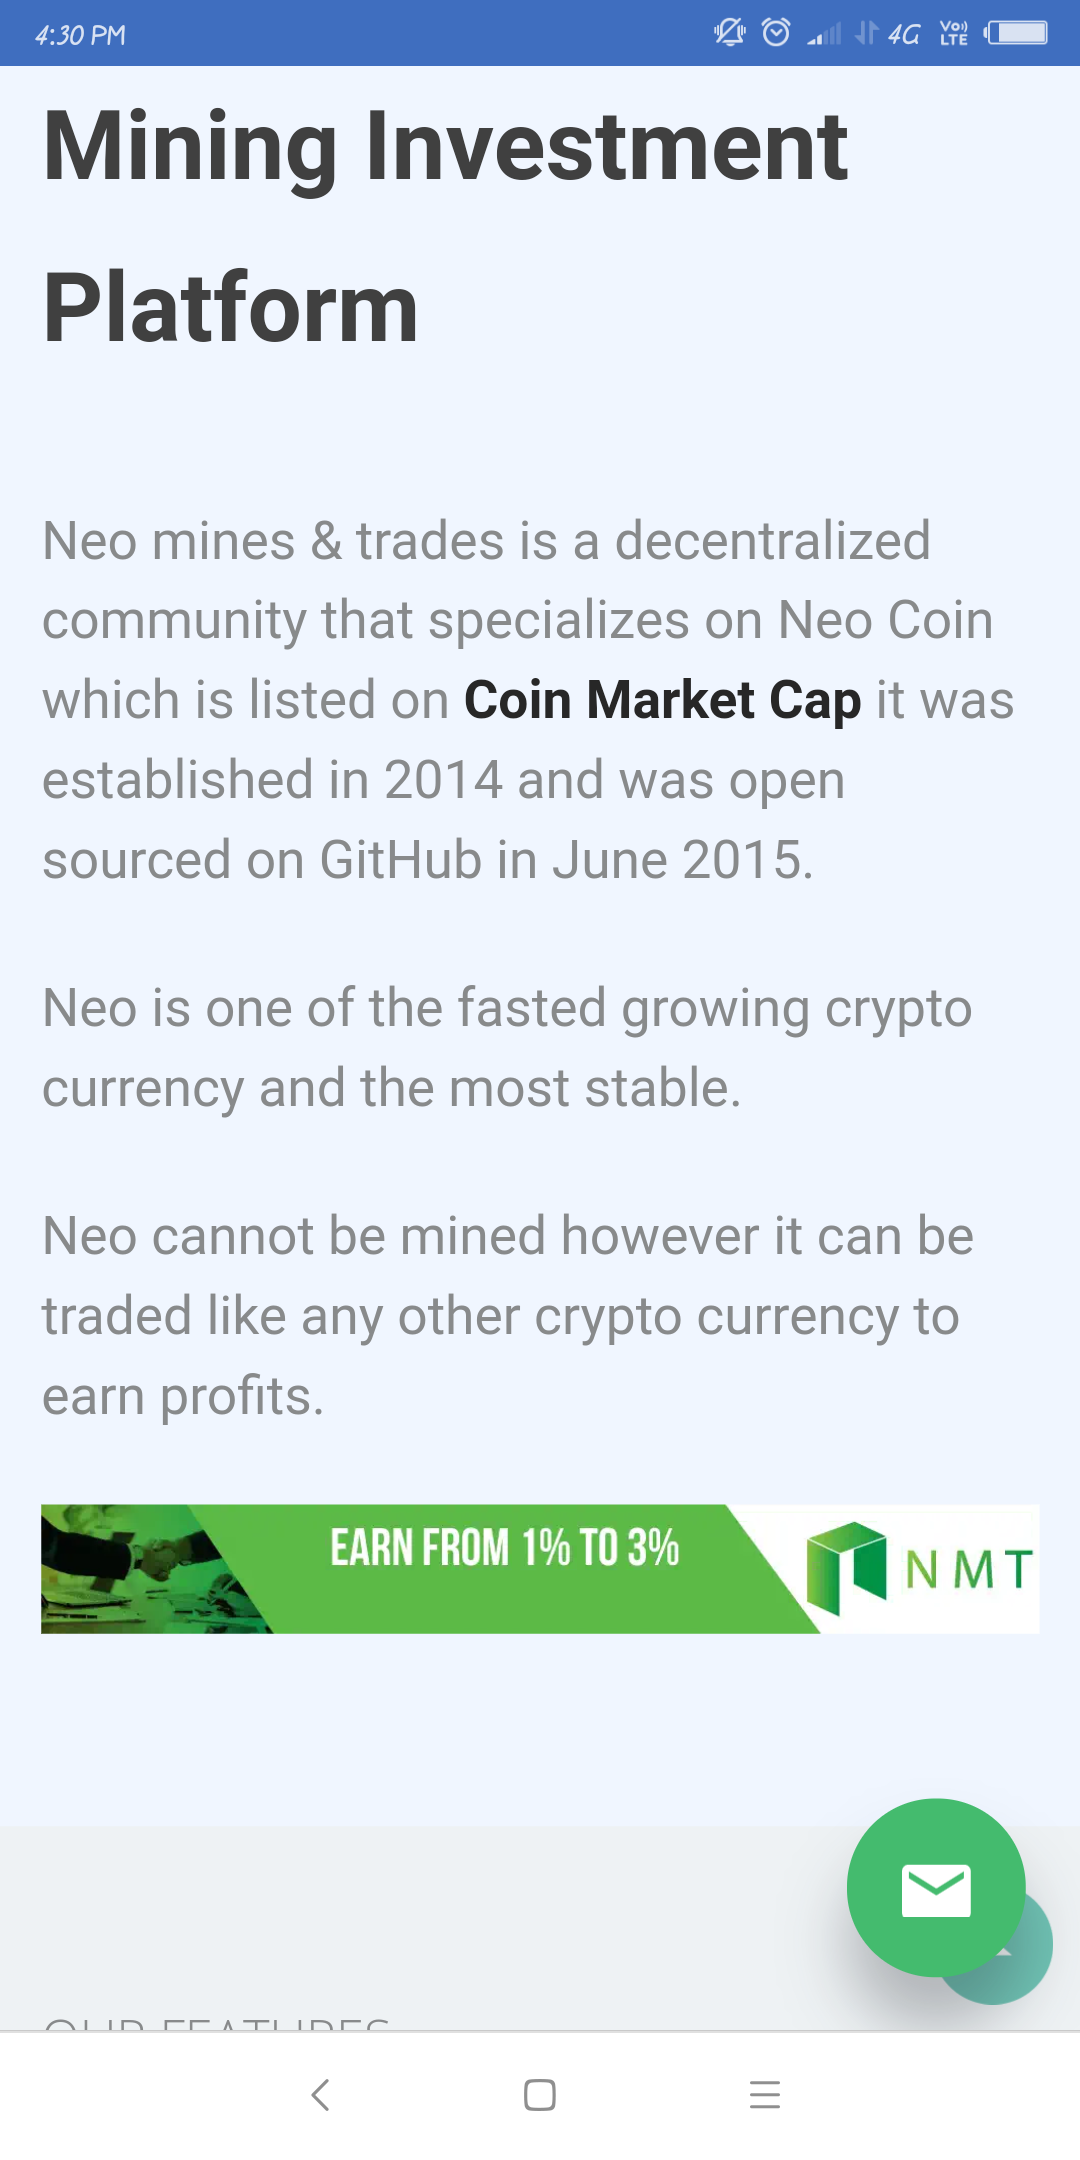 4:30 PM
4G
Vo))
LTE
Mining Investment
Platform
Neo mines & trades is a decentralized
community that specializes on Neo Coin
which is listed on Coin Market Cap it was
established in 2014 and was open
sourced on GitHub in June 2015.
Neo is one of the fasted growing crypto
currency and the most stable.
Neo cannot be mined however it can be
traded like any other crypto currency to
earn profits.
EARN FROM 1% TO 3%
NMT
OUR FEATURES